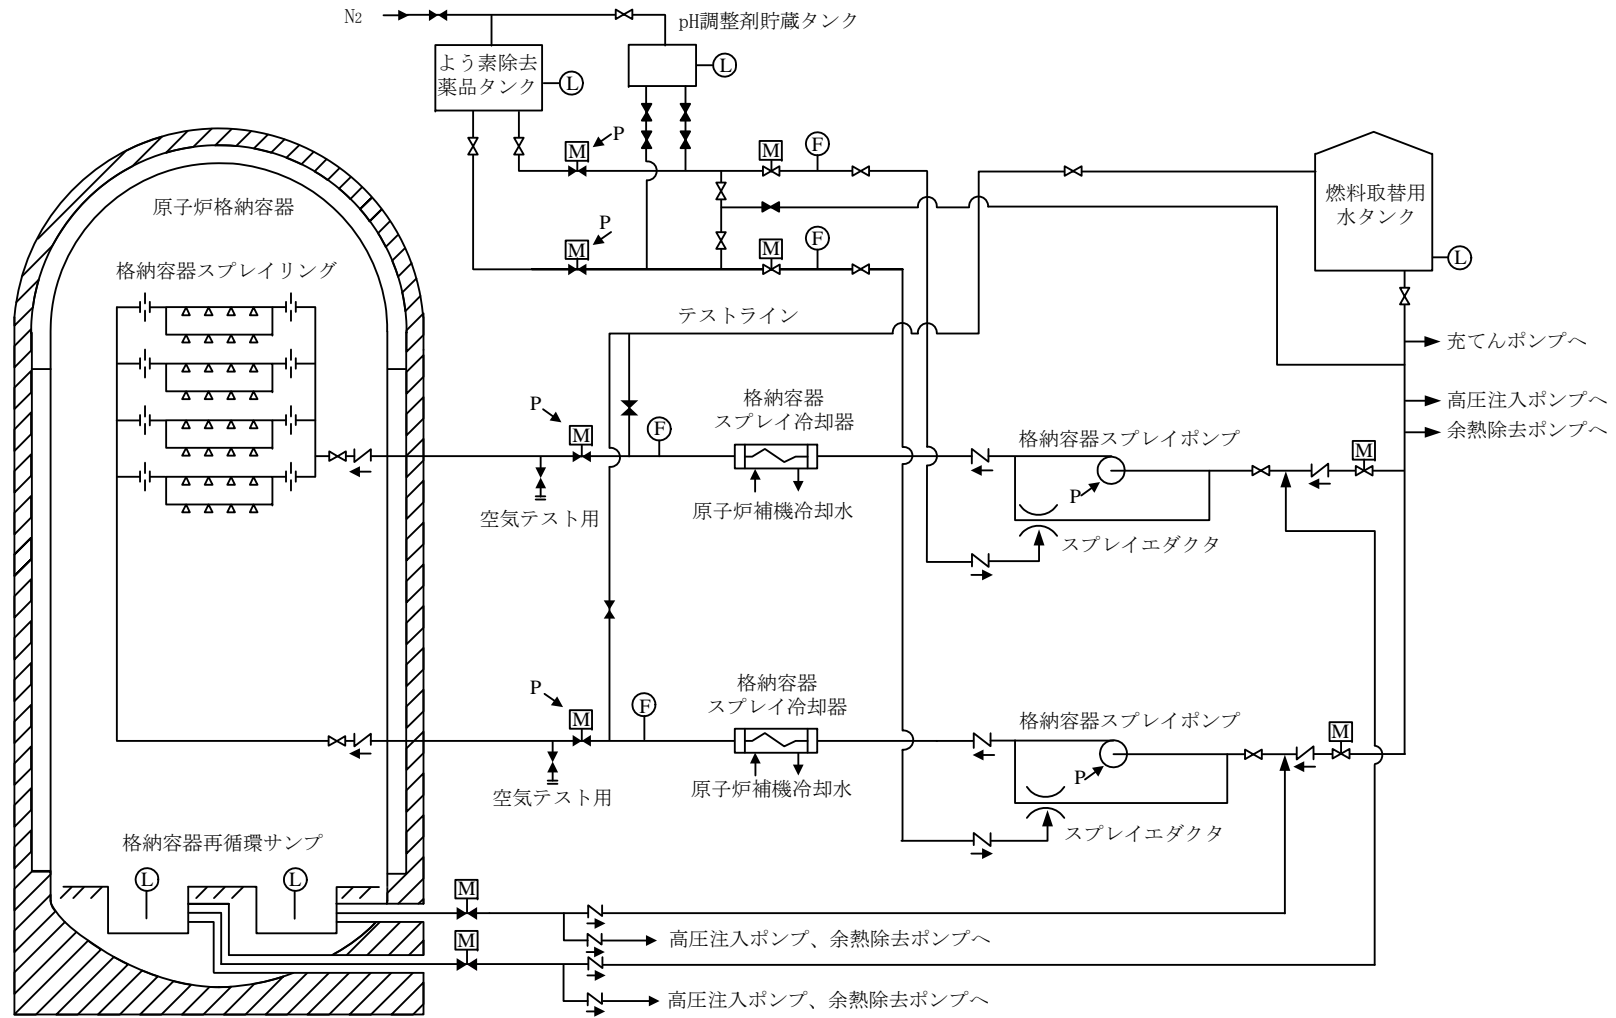 N2
pH調整剤貯蔵タンク
よう素除去
薬品タンク
L
L
P
M
M
F
原子炉格納容器
燃料取替用
水タンク
P
M
M
F
L
格納容器スプレイリング
テストライン
充てんポンプへ
高圧注入ポンプへ
余熱除去ポンプへ
P
M
F
格納容器
スプレイ冷却器
格納容器スプレイポンプ
M
P
空気テスト用
原子炉補機冷却水
スプレイエダクタ
P
M
F
格納容器
スプレイ冷却器
格納容器スプレイポンプ
M
P
空気テスト用
原子炉補機冷却水
スプレイエダクタ
格納容器再循環サンプ
L
L
M
高圧注入ポンプ、余熱除去ポンプへ
M
高圧注入ポンプ、余熱除去ポンプへ